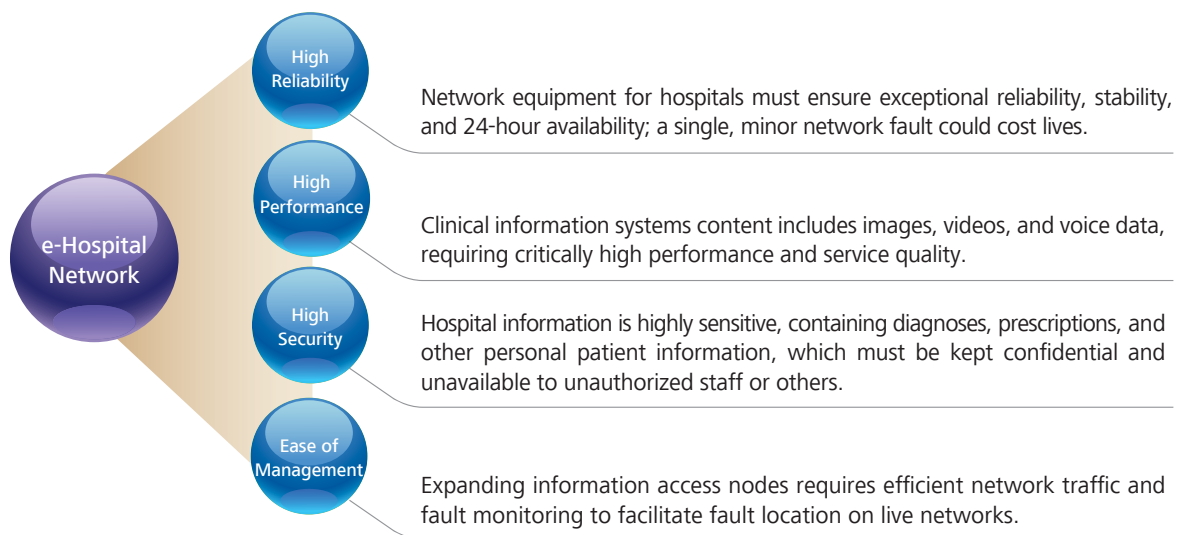 High
Reliability
Network equipment for hospitals must ensure exceptional reliability, stability,
and 24-hour availability; a single, minor network fault could cost lives.
e-Hospital
Network
High
Performance
Clinical information systems content includes images, videos, and voice data,
requiring critically high performance and service quality.
High
Security
Hospital information is highly sensitive, containing diagnoses, prescriptions, and
other personal patient information, which must be kept confidential and
unavailable to unauthorized staff or others.
Ease of
Management
Expanding information access nodes requires efficient network traffic and
fault monitoring to facilitate fault location on live networks.